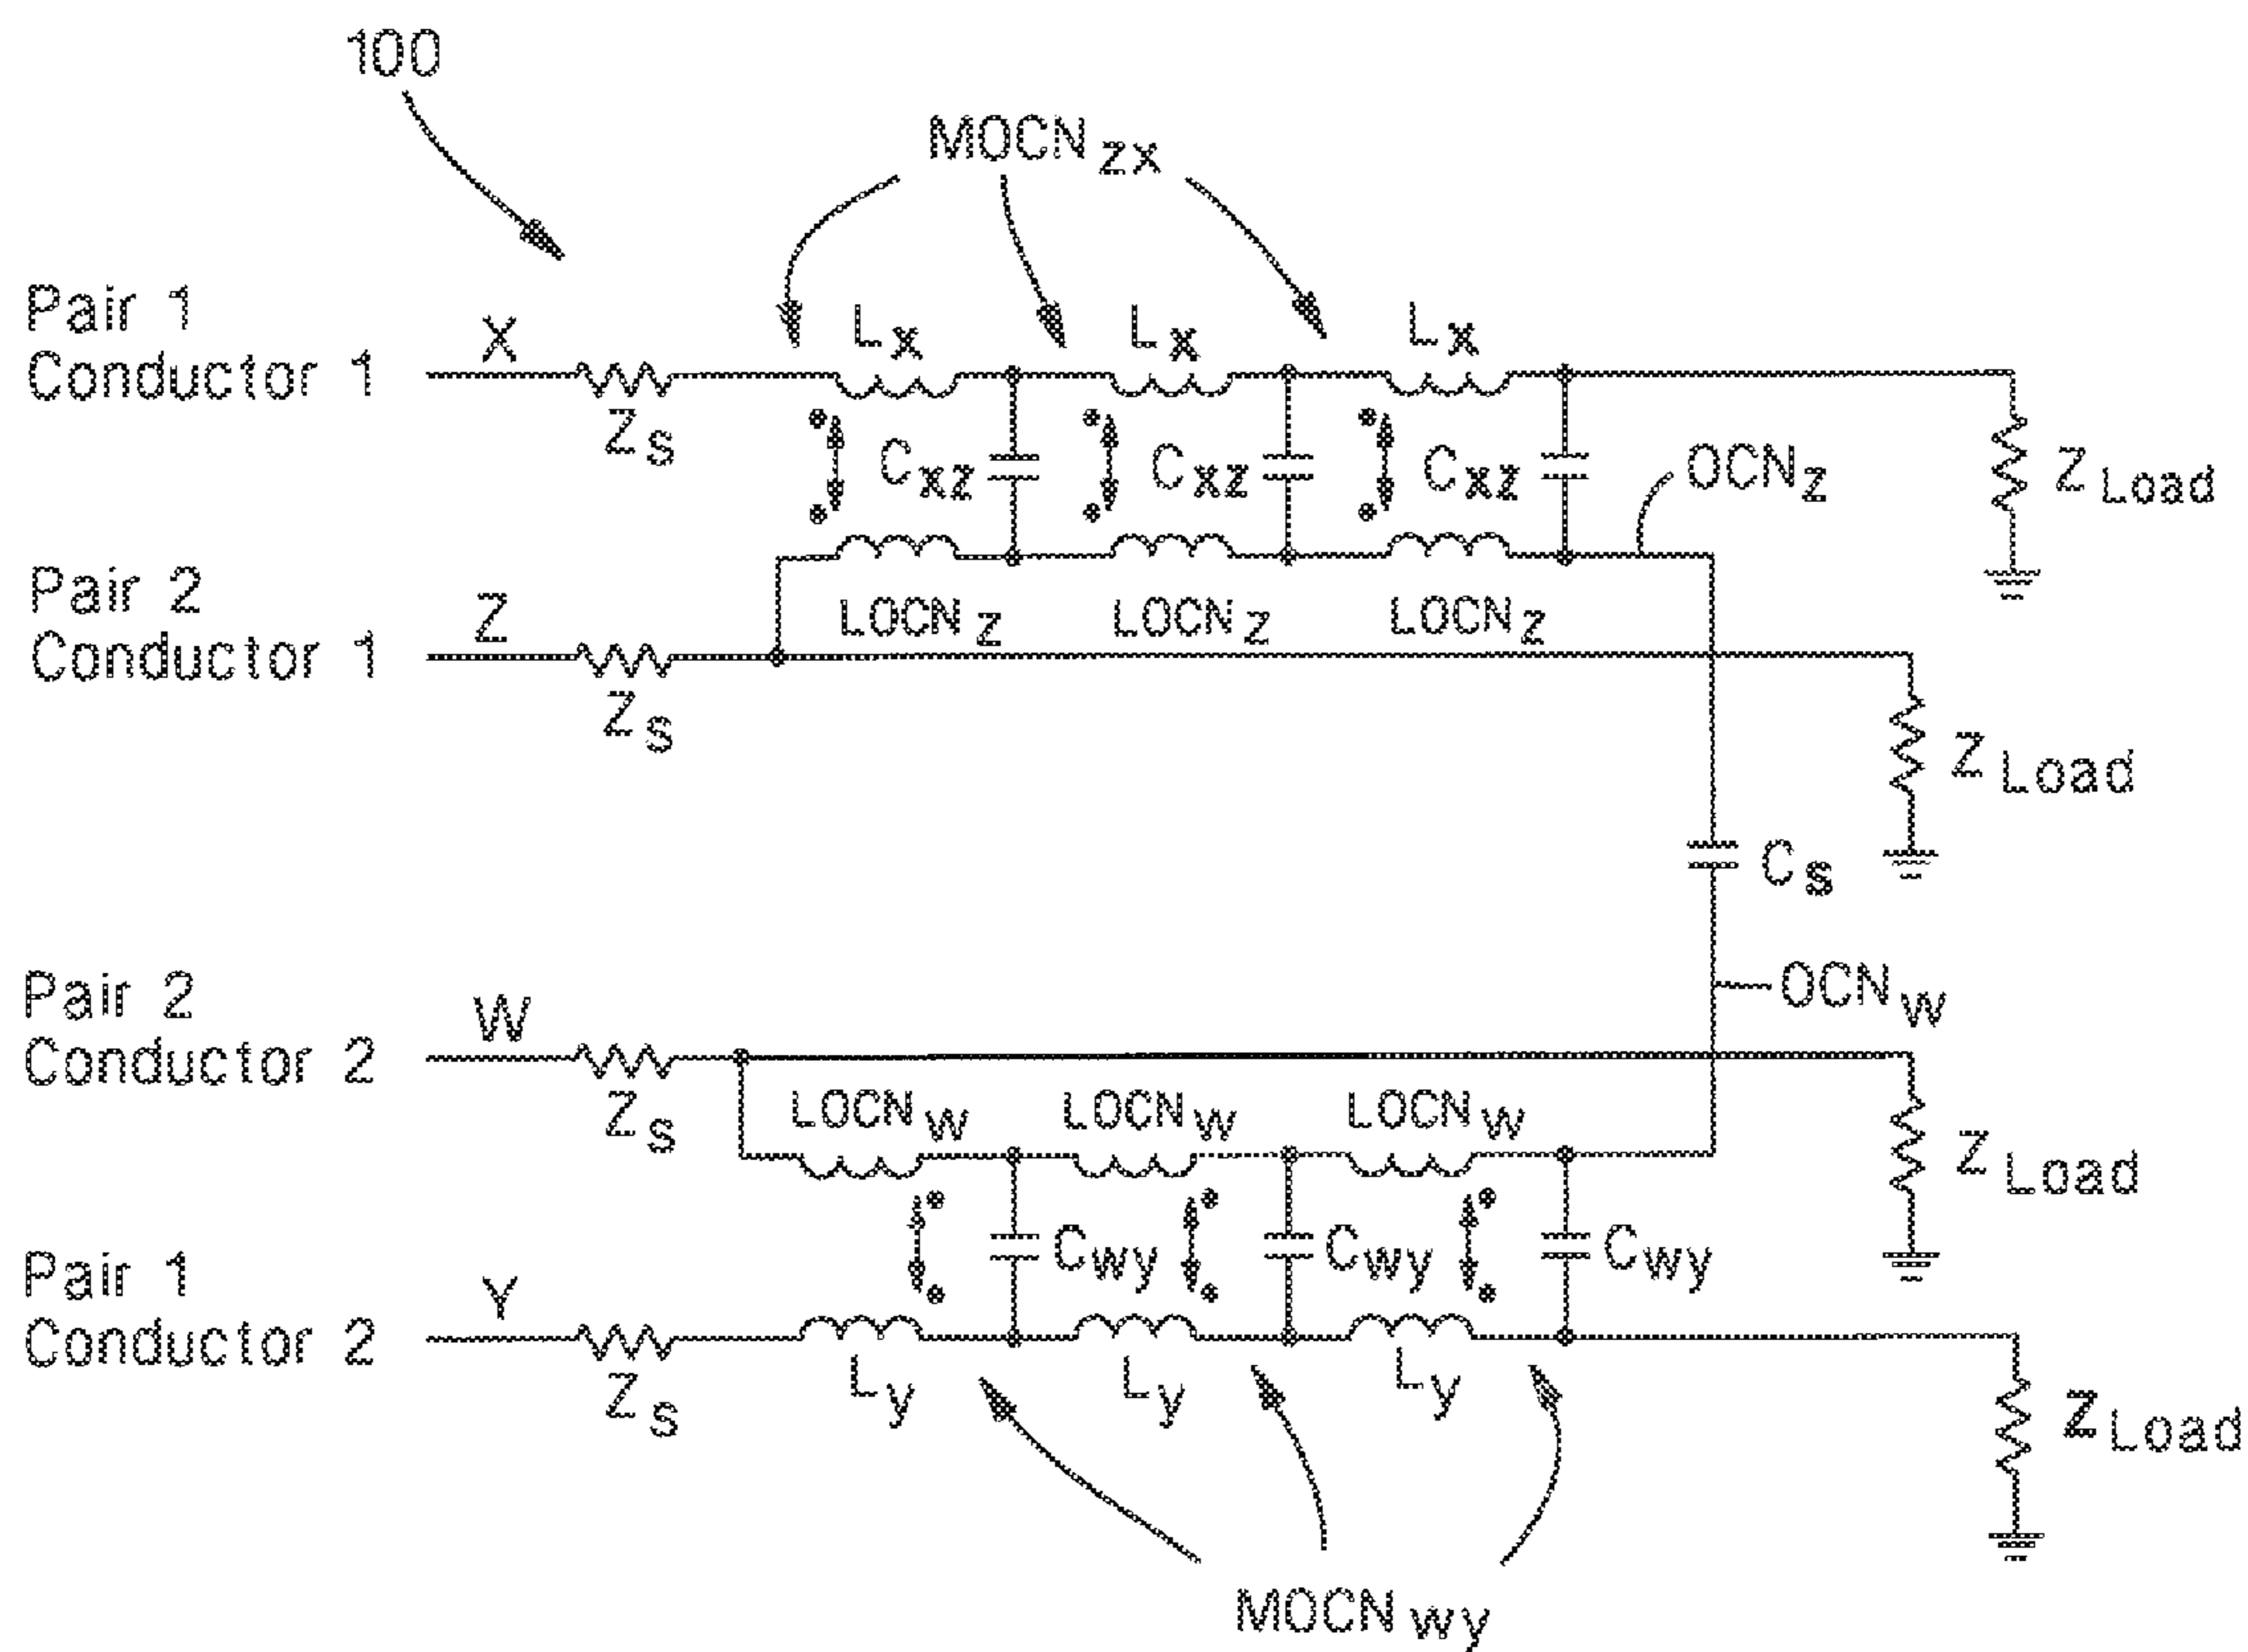 100
MOCN zx
Pair 1
Conductor 1
X
Zs
Lx
Lx
Lx
Cxz
Cxz
Cxz
OCNz
Z Load
Pair 2
Conductor 1
Z
Zs
LOCN z
LOCN z
LOCN z
Z Load
Cs
OCN w
Pair 2
Conductor 2
W
Zs
LOCN w
LOCN w
LOCN w
Z Load
Cwy
Cwy
Cwy
Pair 1
Conductor 2
Y
Zs
Ly
Ly
Ly
Z Load
MOCN wy